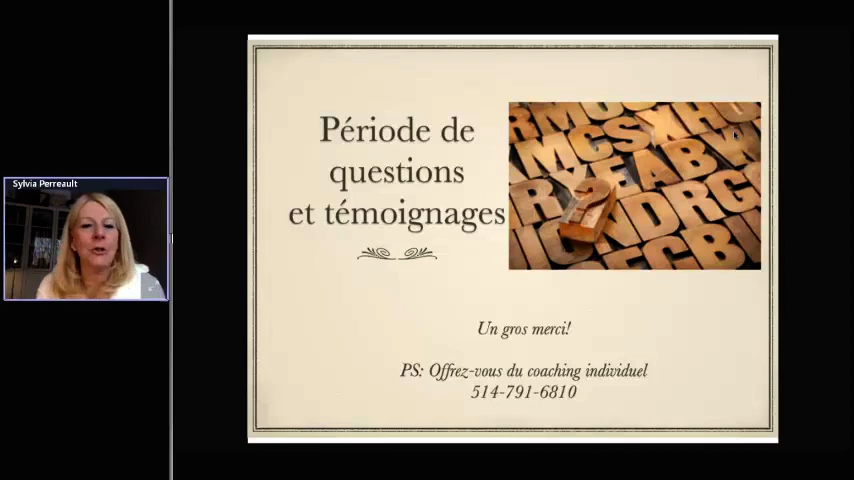 Sylvia Perreault
Période de
questions
et témoignages
Un gros merci!
PS: Offrez-vous du coaching individuel
514-791-6810